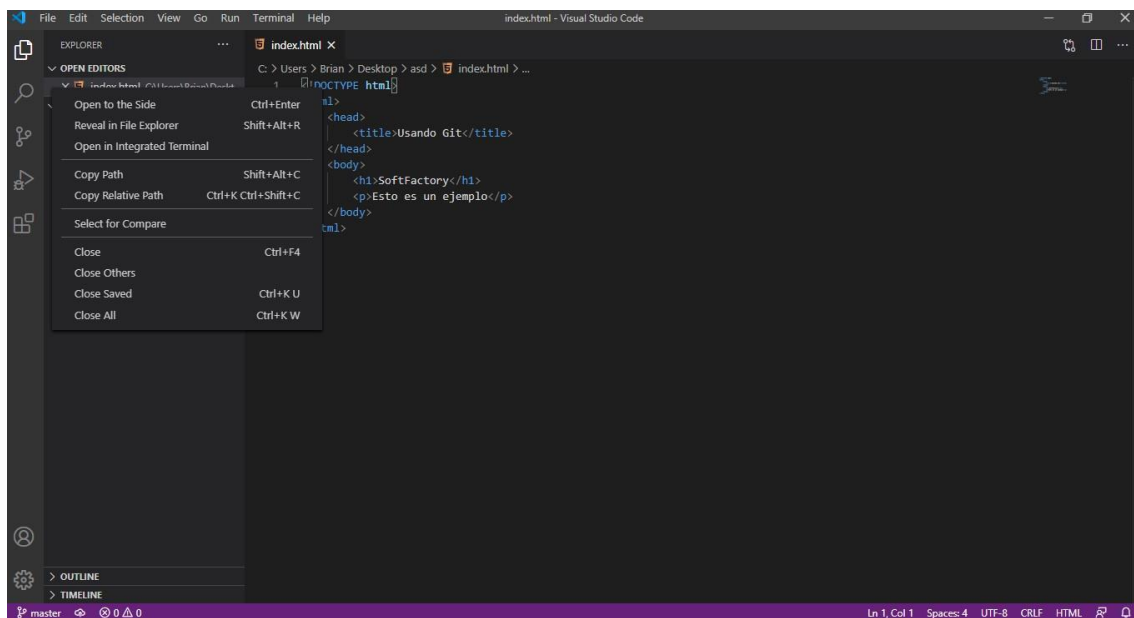 File Edit Selection View Go Run Terminal Help index.html - Visual Studio Code
EXPLORER
OPEN EDITORS
index.html
Open to the Side Ctrl+Enter
Reveal in File Explorer Shift+Alt+R
Open in Integrated Terminal
Copy Path Shift+Alt+C
Copy Relative Path Ctrl+K Ctrl+Shift+C
Select for Compare
Close Ctrl+F4
Close Others
Close Saved Ctrl+K U
Close All Ctrl+K W
OUTLINE
TIMELINE
index.html
C: > Users > Brian > Desktop > asd > index.html > ...
1 <!DOCTYPE html>
ml>
<head>
<title>Usando Git</title>
</head>
<body>
<h1>SoftFactory</h1>
<p>Esto es un ejemplo</p>
</body>
tml>
master 0 0 Ln 1, Col 1 Spaces: 4 UTF-8 CRLF HTML